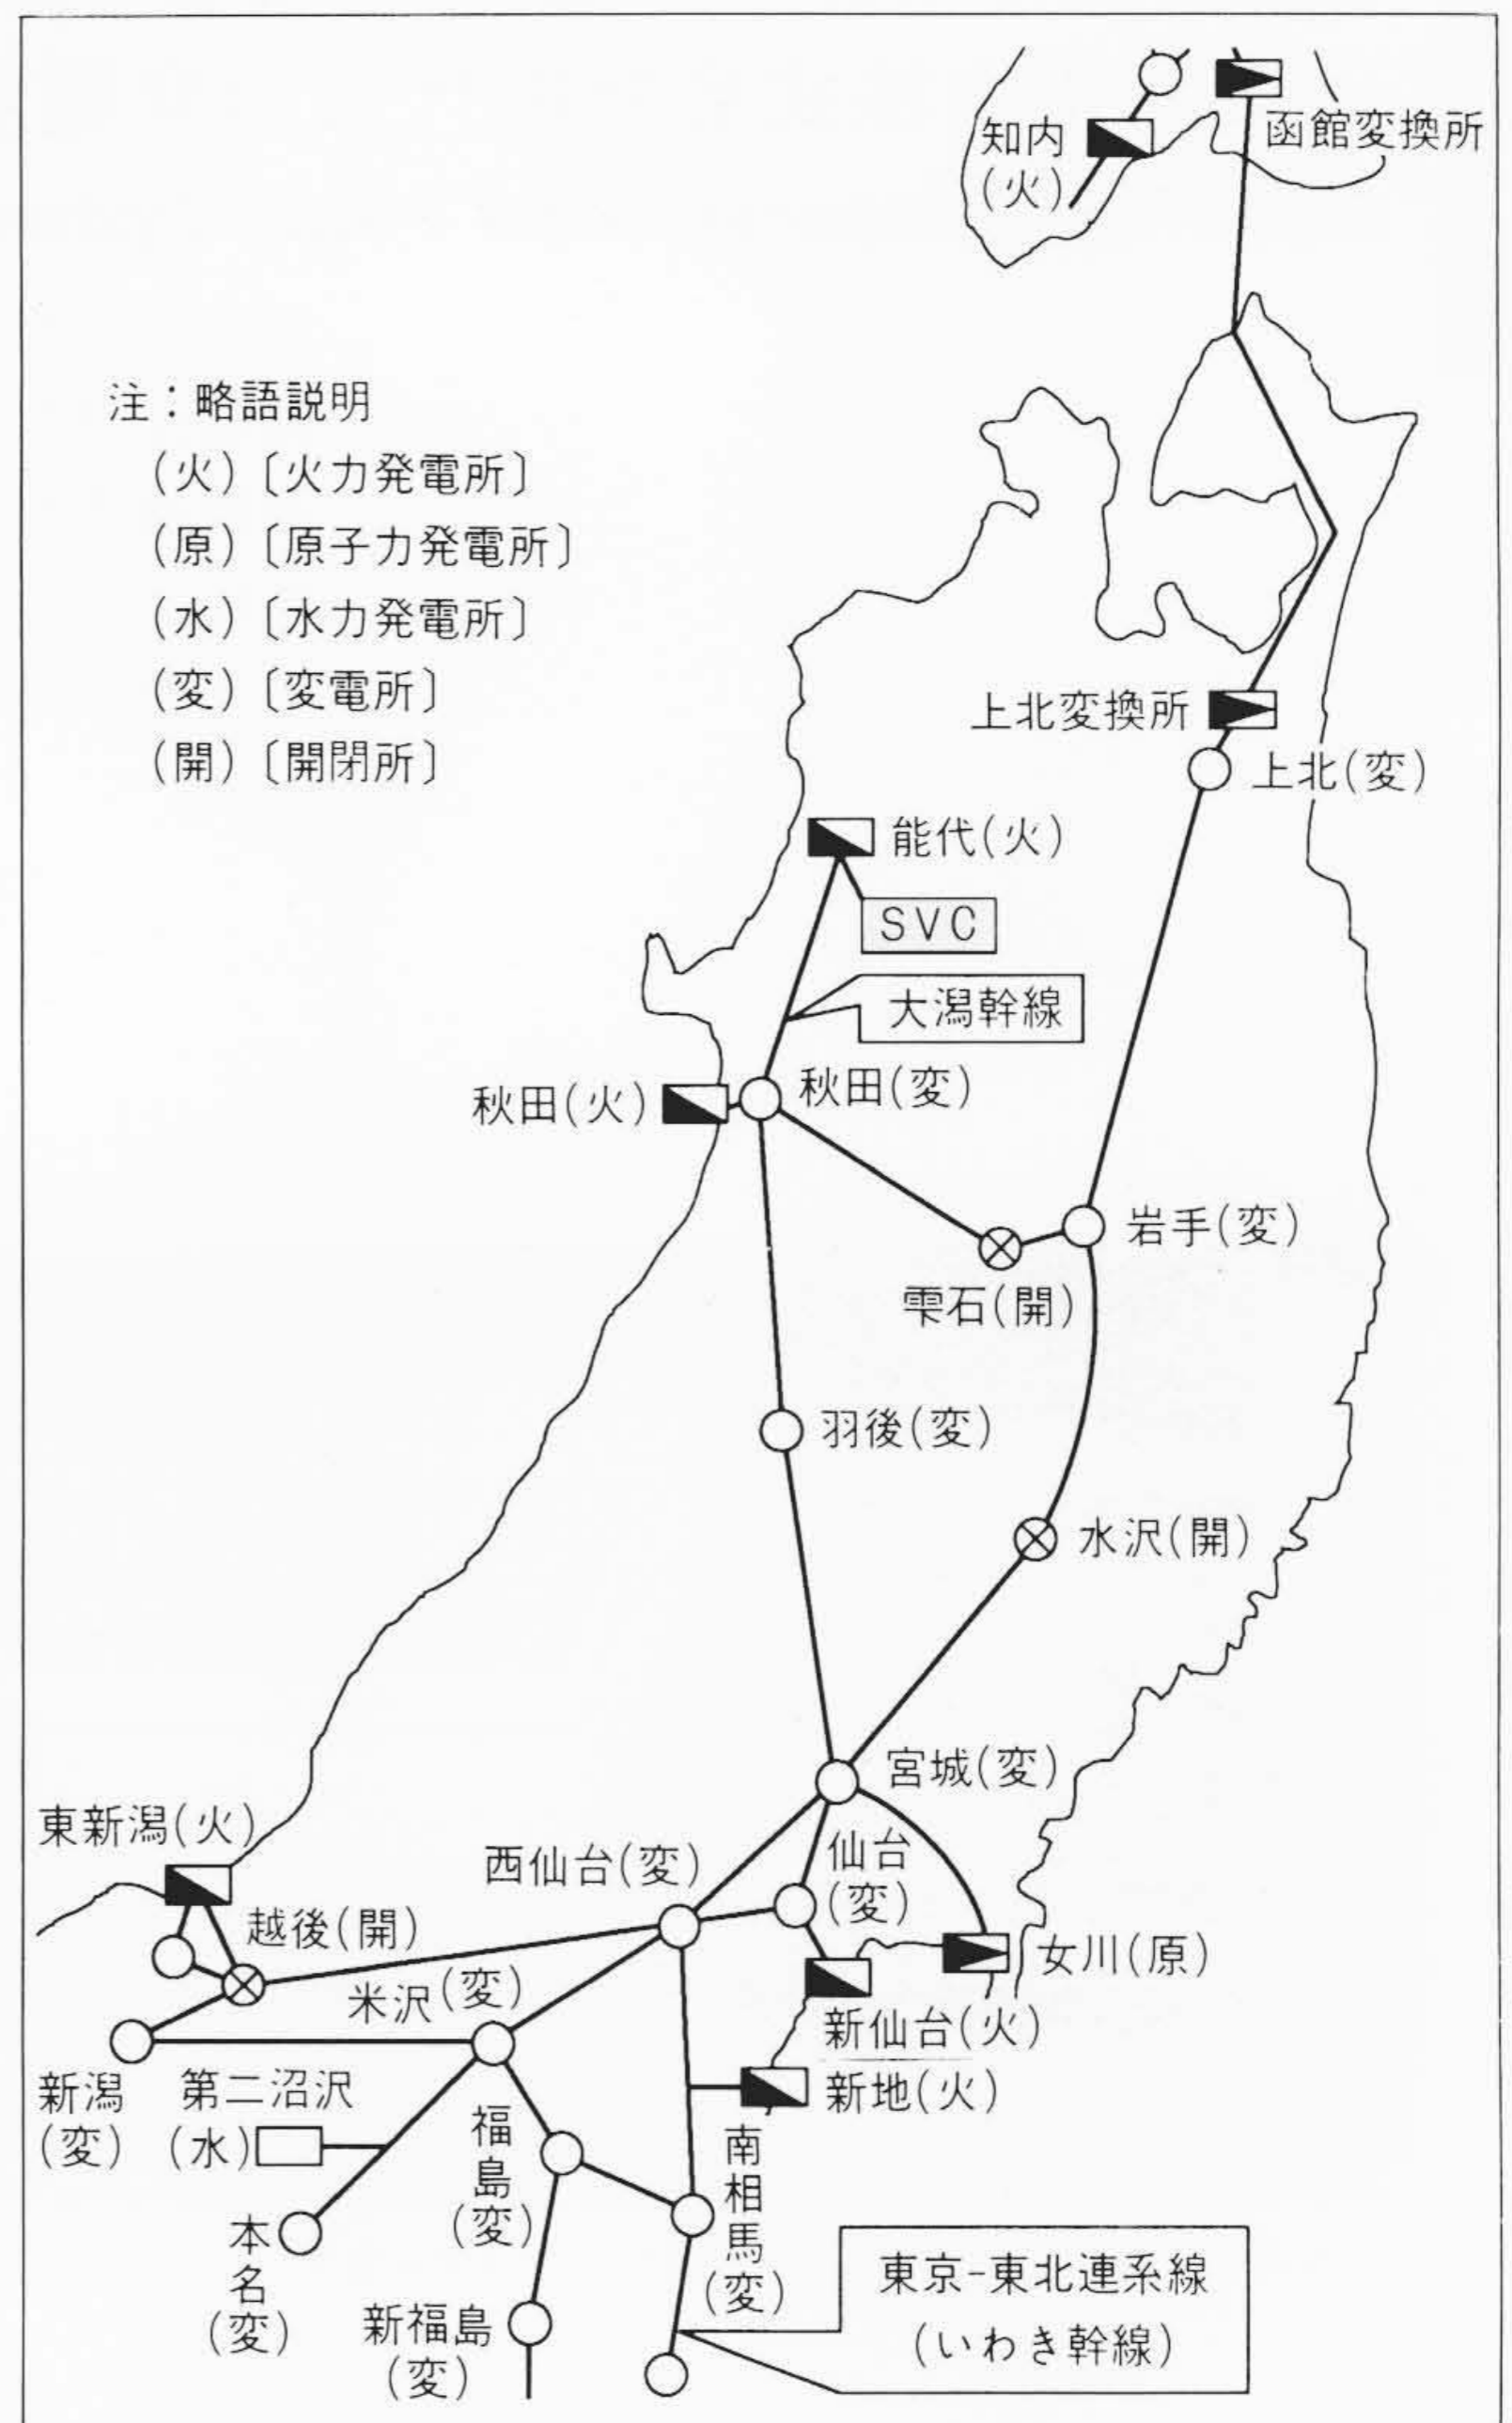 函館変換所
知内
(火)
注：略語説明
(火)〔火力発電所〕
(原)〔原子力発電所〕
(水)〔水力発電所〕
(変)〔変電所〕
(開)〔開閉所〕
上北変換所
上北(変)
能代(火)
SVC
大潟幹線
秋田(火)
秋田(変)
岩手(変)
雫石(開)
羽後(変)
水沢(開)
宮城(変)
東新潟(火)
西仙台(変)
仙台
(変)
越後(開)
女川(原)
米沢(変)
新仙台(火)
新潟
(変)
第二沼沢
(水)
新地(火)
福島
(変)
南相馬
(変)
本名
(変)
新福島
(変)
東京-東北連系線
(いわき幹線)